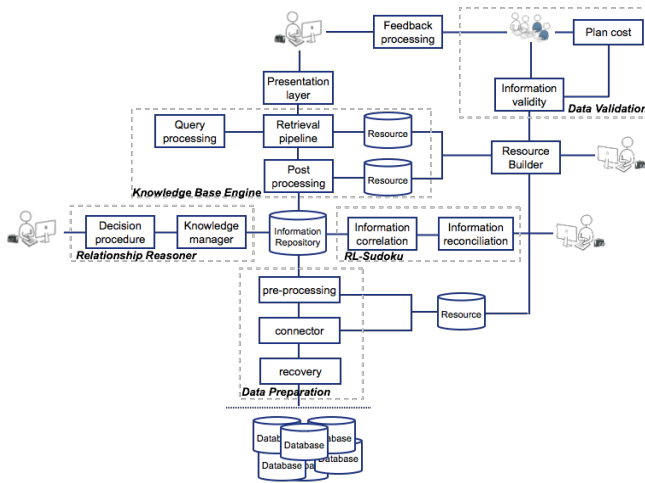 Feedback
processing
Plan cost
Presentation
layer
Information
validity
Data Validation
Query
processing
Retrieval
pipeline
Resource
Resource
Builder
Post
processing
Resource
Knowledge Base Engine
Decision
procedure
Knowledge
manager
Relationship Reasoner
Information
Repository
Information
correlation
Information
reconciliation
RL-Sudoku
pre-processing
connector
Resource
recovery
Data Preparation
Database
Database
Database
Database
Database